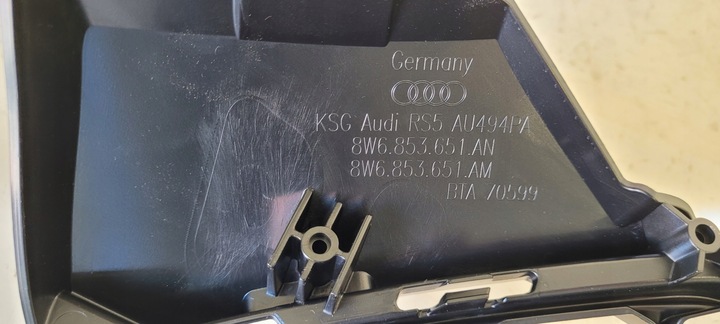 Germany
KSG Audi RS5 AU494PA
8W6.853.651.AN
8W6.853.651.AM
BTA 70599